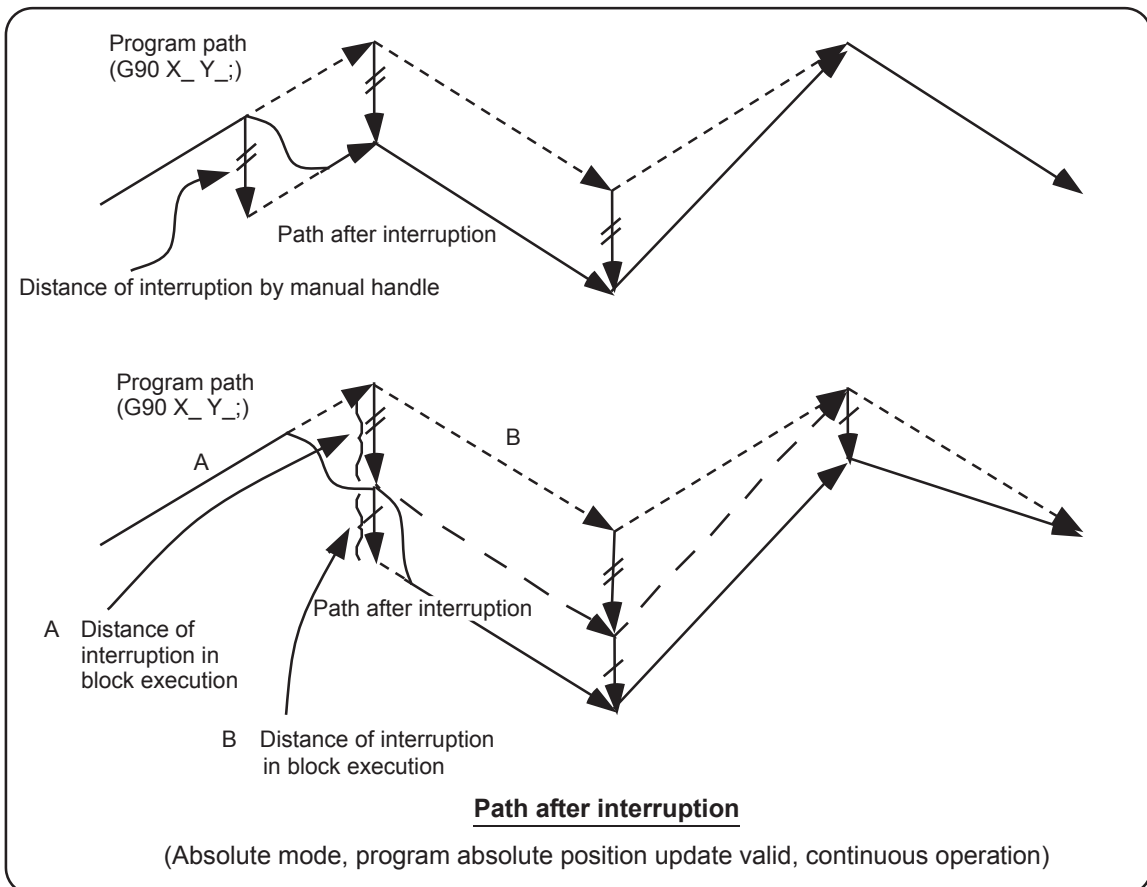 Program path
(G90 X_ Y_;)
Path after interruption
Distance of interruption by manual handle
Program path
(G90 X_ Y_;)
A
B
Path after interruption
A Distance of
interruption in
block execution
B Distance of interruption
in block execution
Path after interruption
(Absolute mode, program absolute position update valid, continuous operation)